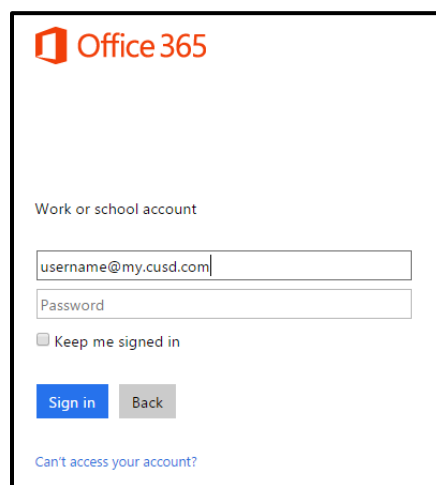 Office 365
Work or school account
username@my.cusd.com
Password
Keep me signed in
Sign in Back
Can't access your account?